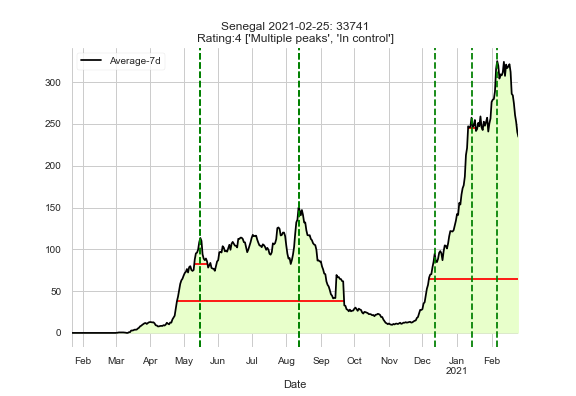 Senegal 2021-02-25: 33741
Rating:4 ['Multiple peaks', 'In control']
Average-7d
300
250
200
150
100
50
0
Feb Mar Apr May Jun Jul Aug Sep Oct Nov Dec Jan Feb
2021
Date